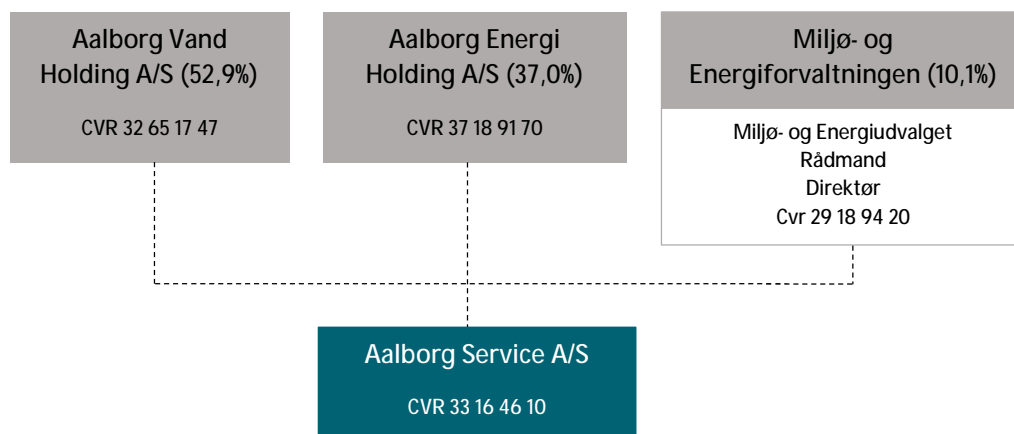 Aalborg Vand
Holding A/S (52,9%)
CVR 32 65 17 47
Aalborg Energi
Holding A/S (37,0%)
CVR 37 18 91 70
Miljø- og
Energiforvaltningen (10,1%)
Miljø- og Energiudvalget
Rådmand
Direktør
Cvr 29 18 94 20
Aalborg Service A/S
CVR 33 16 46 10